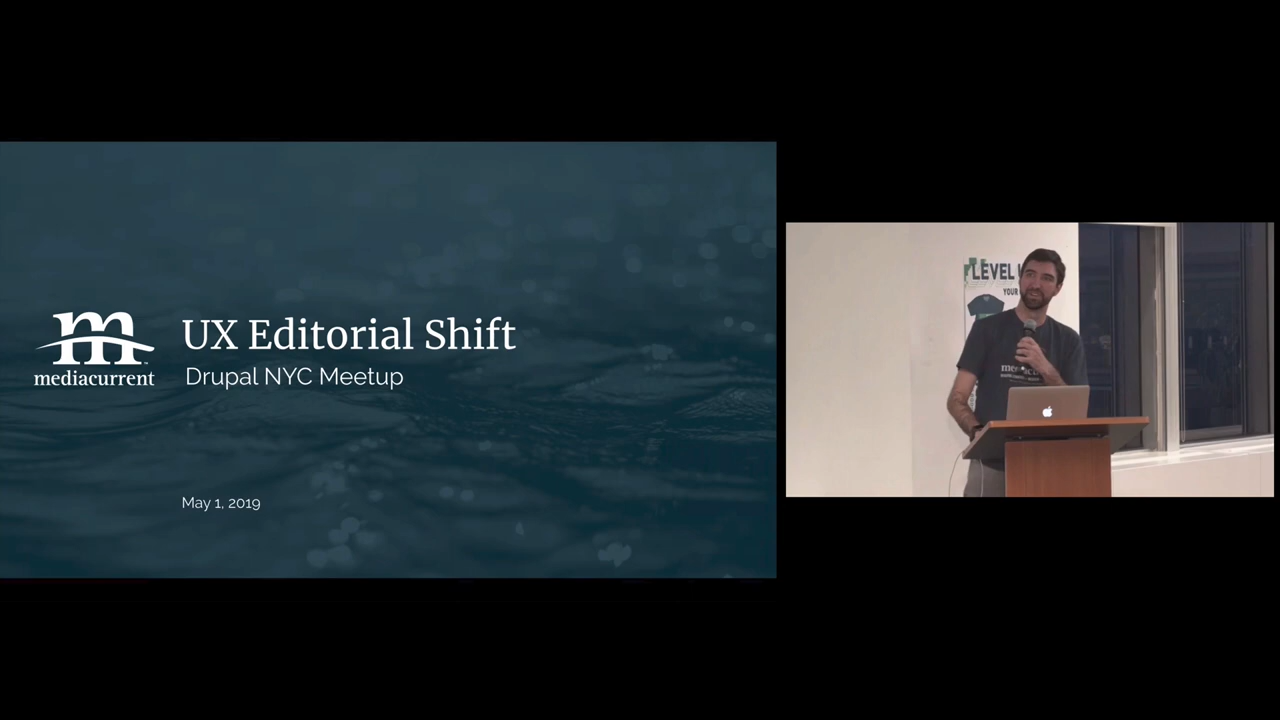 UX Editorial Shift
Drupal NYC Meetup
mediacurrent
May 1, 2019
LEVEL
YOUR